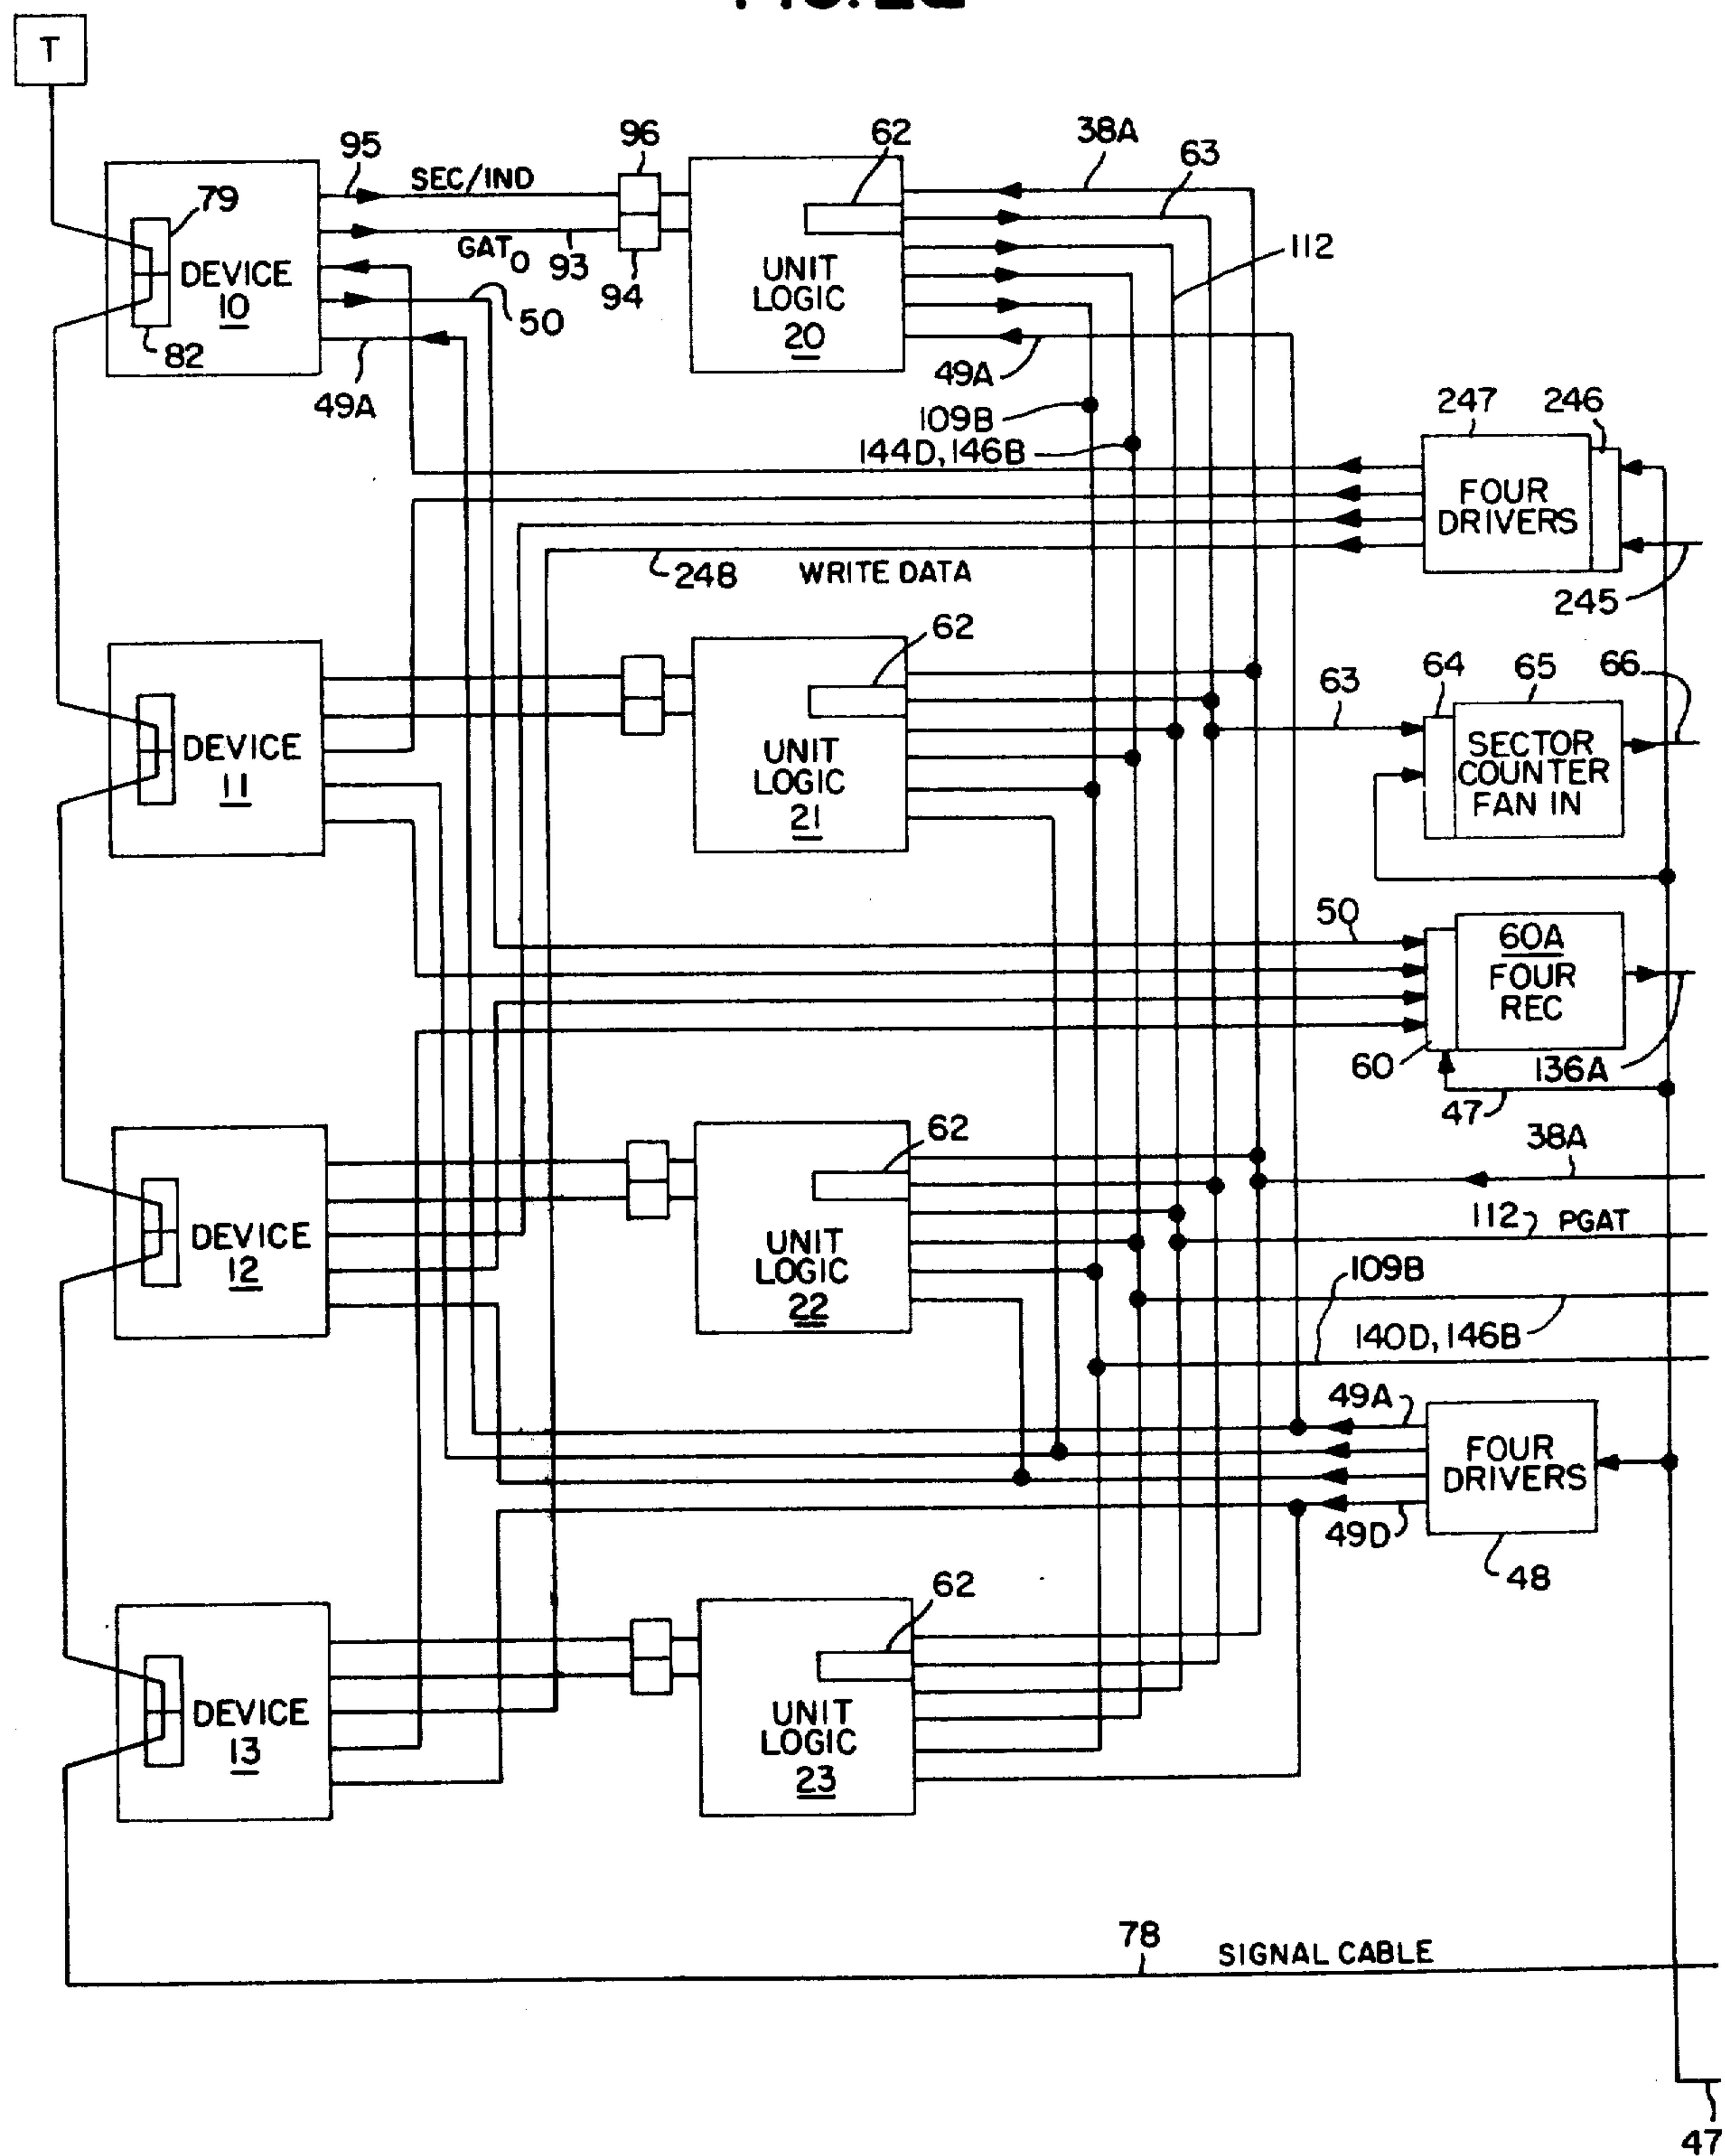 T
95
SEC/IND
96
62
38A
63
79
GAT0
93
94
DEVICE
10
UNIT
LOGIC
20
112
50
82
49A
49A
109B
144D, 146B
247
246
FOUR
DRIVERS
248
WRITE DATA
245
62
63
64
65
66
DEVICE
11
UNIT
LOGIC
21
SECTOR
COUNTER
FAN IN
50
60A
FOUR
REC
60
136A
47
62
38A
DEVICE
12
UNIT
LOGIC
22
112
PGAT
109B
140D, 146B
49A
FOUR
DRIVERS
49D
48
62
DEVICE
13
UNIT
LOGIC
23
78
SIGNAL CABLE
47